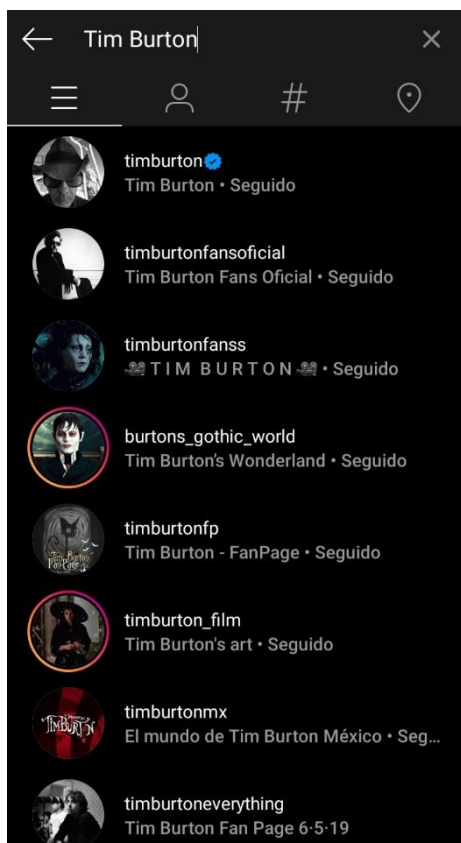 Tim Burton
timburton
Tim Burton • Seguido
timburtonfansoficial
Tim Burton Fans Oficial • Seguido
timburtonfanss
🎥T I M  B U R T O N🎥 • Seguido
burtons_gothic_world
Tim Burton's Wonderland • Seguido
timburtonfp
Tim Burton - FanPage • Seguido
Tim Burton
FanPage
timburton_film
Tim Burton's art • Seguido
timburtonmx
El mundo de Tim Burton México • Seg...
TIMBURTON
timburtoneverything
Tim Burton Fan Page 6·5·19